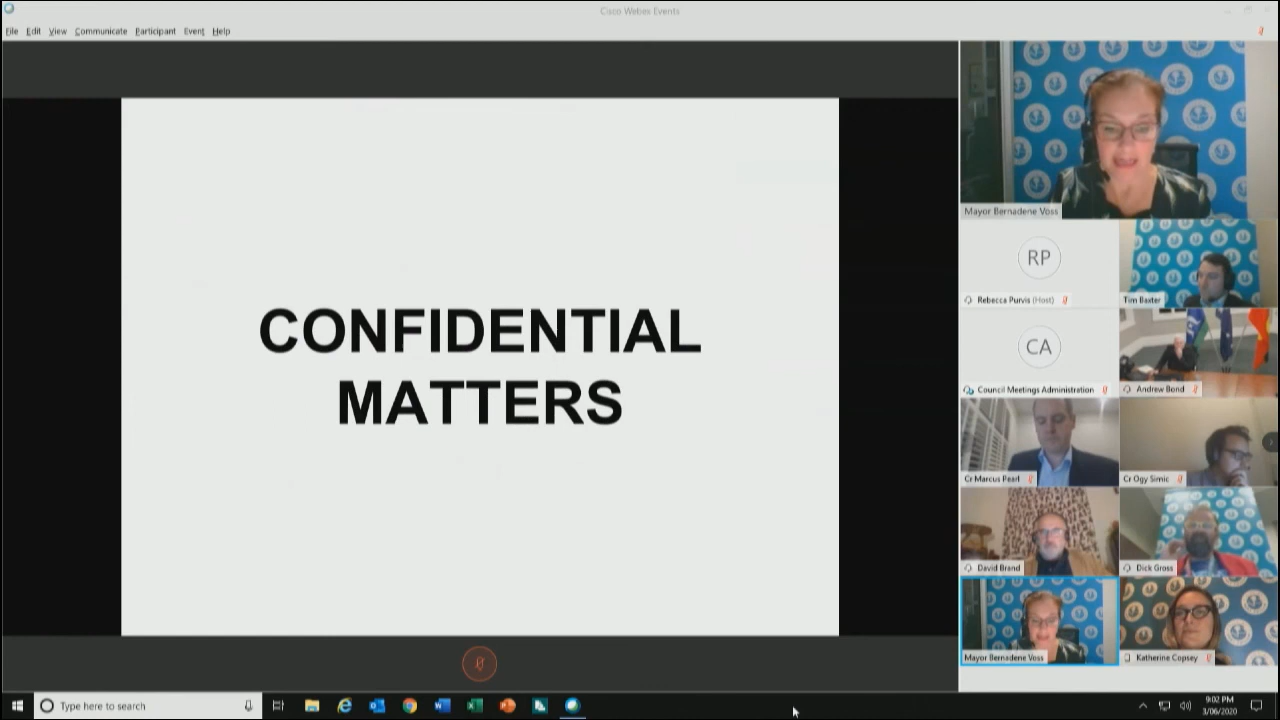 Cisco Webex Events
File Edit View Communicate Participant Event Help
CONFIDENTIAL
MATTERS
Mayor Bernadene Voss
RP
Rebecca Purvis (Host)
Tim Baxter
CA
Council Meetings Administration
Andrew Bond
Cr Marcus Pearl
Cr Ogy Simic
David Brand
Dick Gross
Mayor Bernadene Voss
Katherine Copsey
Type here to search
9:02 PM
3/06/2020